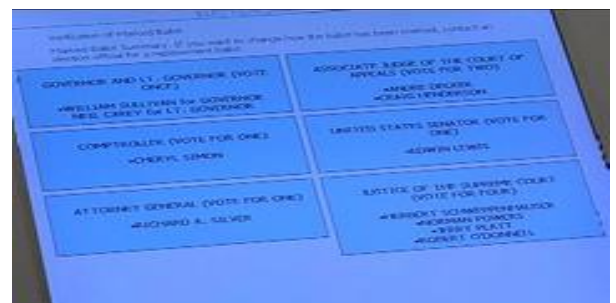 Verification of Marked Ballot
Marked Ballot Summary. If you want to change how the ballot has been marked, contact an
election official for a replacement ballot.
GOVERNOR AND LT. GOVERNOR (VOTE
ONCE)
WILLIAM SULLIVAN for GOVERNOR
NEIL CAREY for LT. GOVERNOR
COMPTROLLER (VOTE FOR ONE)
CHERYL SIMON
ATTORNEY GENERAL (VOTE FOR ONE)
RICHARD A. SILVER
ASSOCIATE JUDGE OF THE COURT OF
APPEALS (VOTE FOR TWO)
ANDRE DECKER
CRAIG HENDERSON
UNITED STATES SENATOR (VOTE FOR
ONE)
EDWIN LEWIS
JUSTICE OF THE SUPREME COURT
(VOTE FOR FOUR)
HERBERT SCHWEPPENHAUSER
NORMAN POWERS
TERRY PLATT
ROBERT O'DONNELL